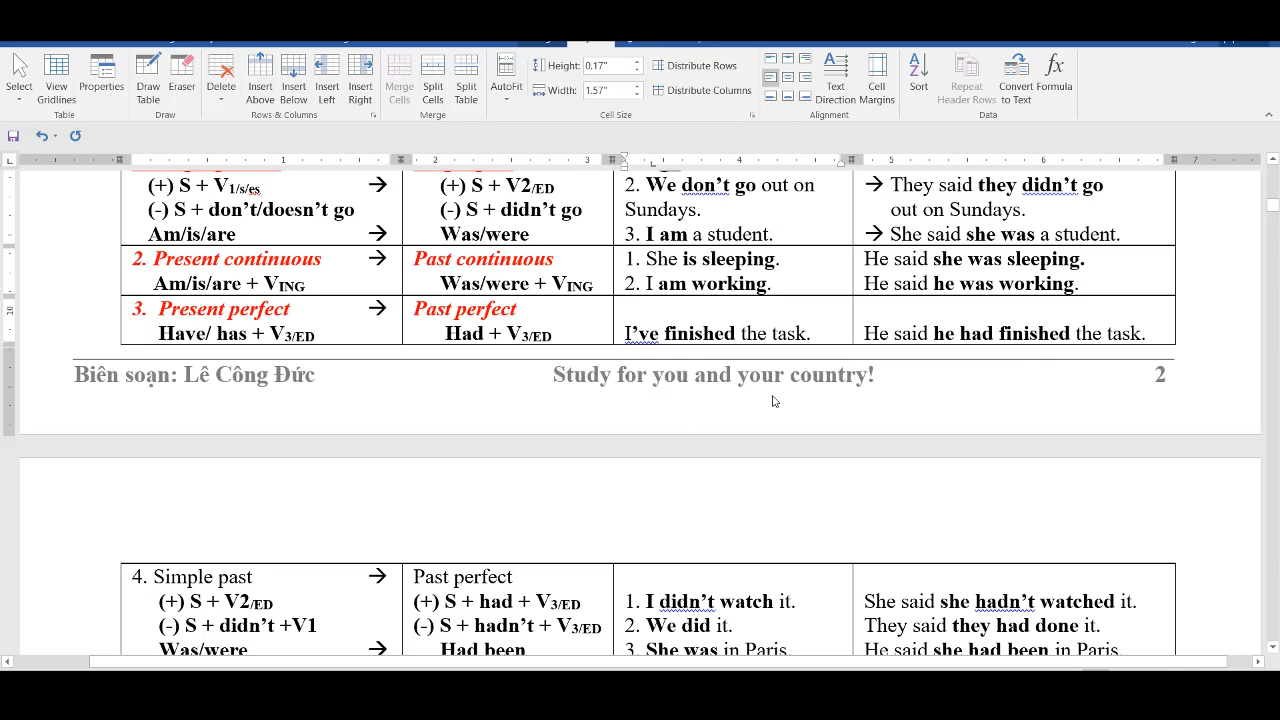 Select
View Gridlines
Properties
Draw Table
Eraser
Delete
Insert Above
Insert Below
Insert Left
Insert Right
Merge Cells
Split Cells
Split Table
AutoFit
Height: 0.17"
Width: 1.57"
Distribute Rows
Distribute Columns
Text Direction
Cell Margins
Sort
Repeat Header Rows
Convert to Text
Formula
Table
Draw
Rows & Columns
Merge
Cell Size
Alignment
Data
1 2 3 4 5 6 7
(+) S + V1/s/es → (+) S + V2/ED 2. We don't go out on → They said they didn't go
(-) S + don't/doesn't go (-) S + didn't go Sundays. out on Sundays.
Am/is/are → Was/were 3. I am a student. → She said she was a student.
2. Present continuous → Past continuous 1. She is sleeping. He said she was sleeping.
Am/is/are + VING Was/were + VING 2. I am working. He said he was working.
3. Present perfect → Past perfect
Have/ has + V3/ED Had + V3/ED I've finished the task. He said he had finished the task.
Biên soạn: Lê Công Đức Study for you and your country! 2
10
4. Simple past → Past perfect
(+) S + V2/ED (+) S + had + V3/ED 1. I didn't watch it. She said she hadn't watched it.
(-) S + didn't +V1 (-) S + hadn't + V3/ED 2. We did it. They said they had done it.
Was/were → Had been 3. She was in Paris. He said she had been in Paris.